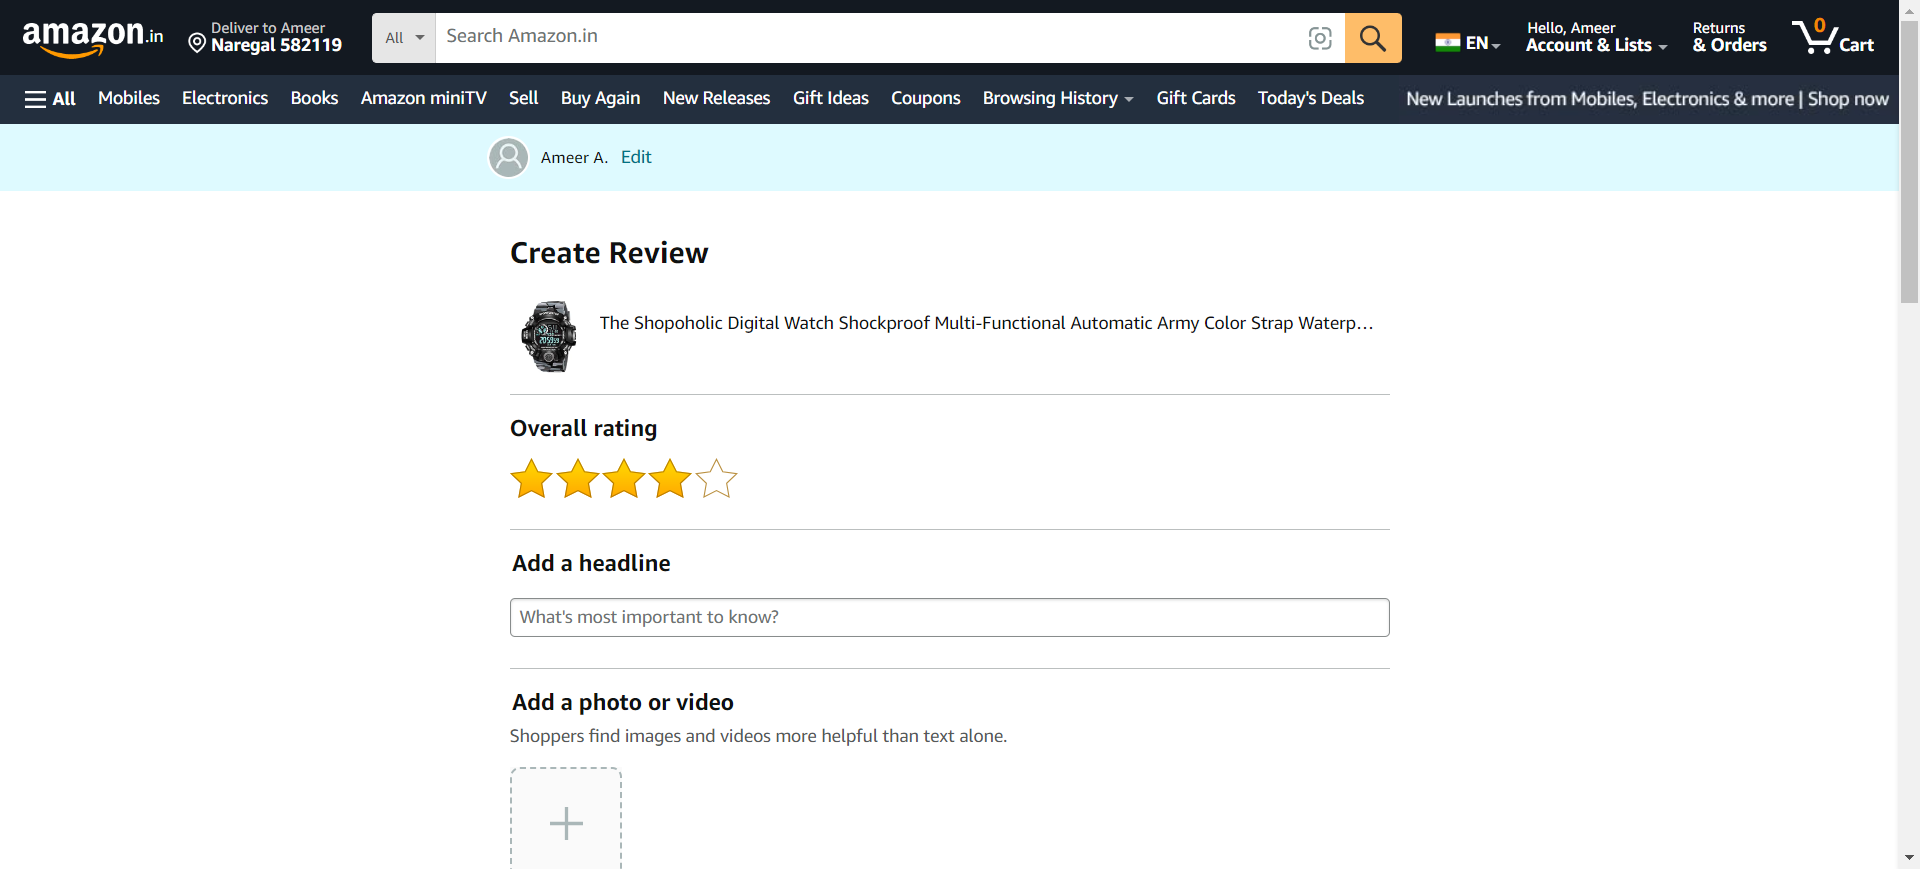 amazon.in
Deliver to Ameer
Naregal 582119
All
Search Amazon.in
EN
Hello, Ameer
Account & Lists
Returns
& Orders
0
Cart
All
Mobiles
Electronics
Books
Amazon miniTV
Sell
Buy Again
New Releases
Gift Ideas
Coupons
Browsing History
Gift Cards
Today's Deals
New Launches from Mobiles, Electronics & more | Shop now
Ameer A.
Edit
Create Review
The Shopoholic Digital Watch Shockproof Multi-Functional Automatic Army Color Strap Waterp…
Overall rating
Add a headline
What's most important to know?
Add a photo or video
Shoppers find images and videos more helpful than text alone.